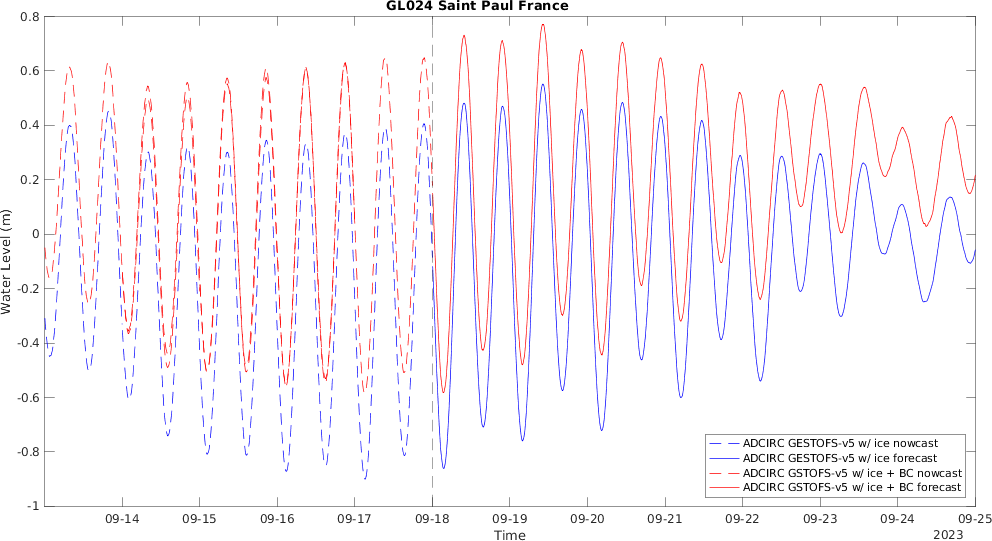 GL024 Saint Paul France
0.8
0.6
0.4
0.2
0
-0.2
-0.4
-0.6
-0.8
-1
Water Level (m)
ADCIRC GESTOFS-v5 w/ ice nowcast
ADCIRC GESTOFS-v5 w/ ice forecast
ADCIRC GSTOFS-v5 w/ ice + BC nowcast
ADCIRC GSTOFS-v5 w/ ice + BC forecast
09-14 09-15 09-16 09-17 09-18 09-19 09-20 09-21 09-22 09-23 09-24 09-25
Time
2023